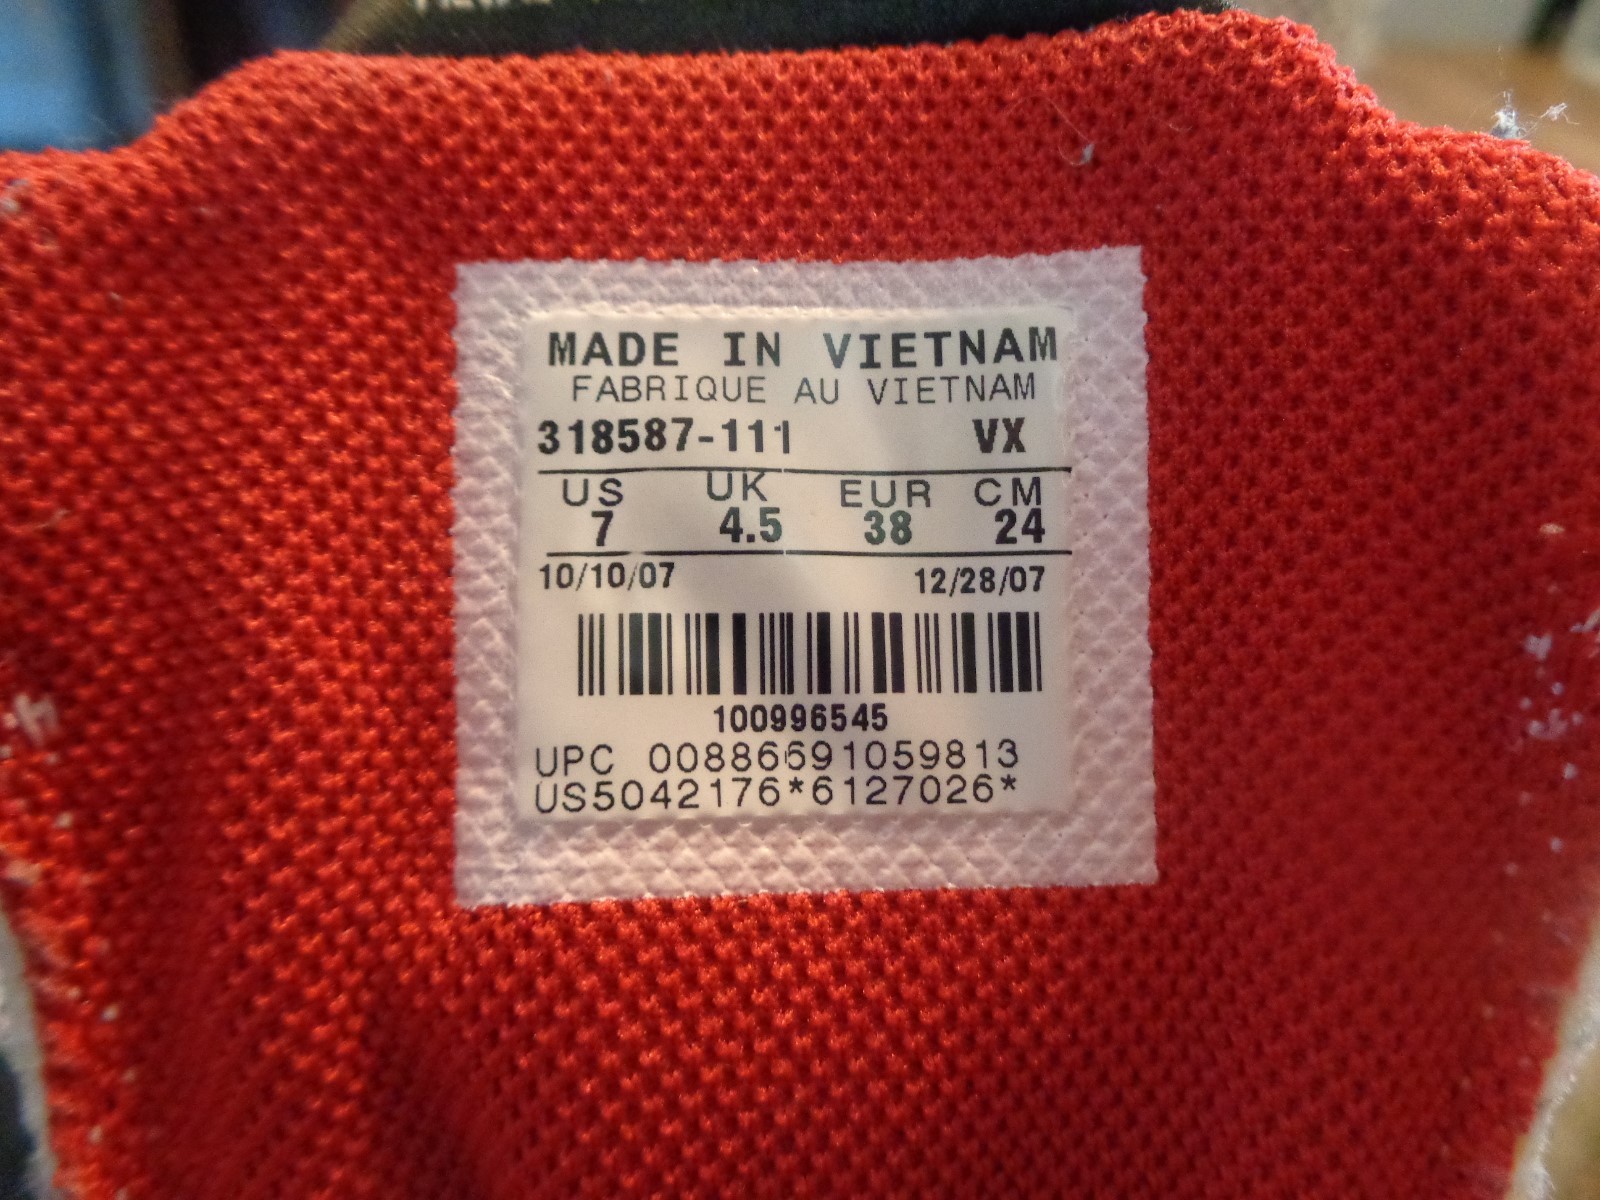 MADE IN VIETNAM
FABRIQUE AU VIETNAM
318587-111 VX
US UK EUR CM
7 4.5 38 24
10/10/07 12/28/07
100996545
UPC 00886691059813
US5042176*6127026*